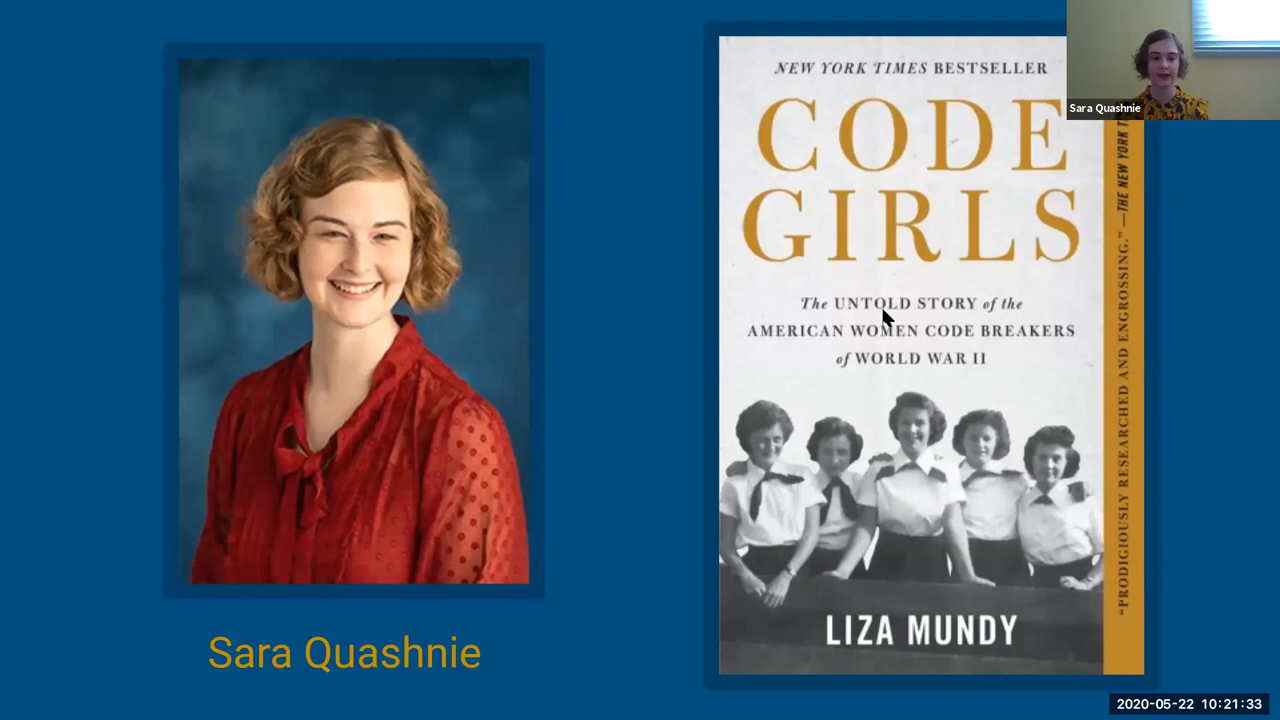 NEW YORK TIMES BESTSELLER
CODE
GIRLS
The UNTOLD STORY of the
AMERICAN WOMEN CODE BREAKERS
of WORLD WAR II
LIZA MUNDY
"PRODIGIOUSLY RESEARCHED AND ENGROSSING." —THE NEW YORK
Sara Quashnie
Sara Quashnie
2020-05-22 10:21:33